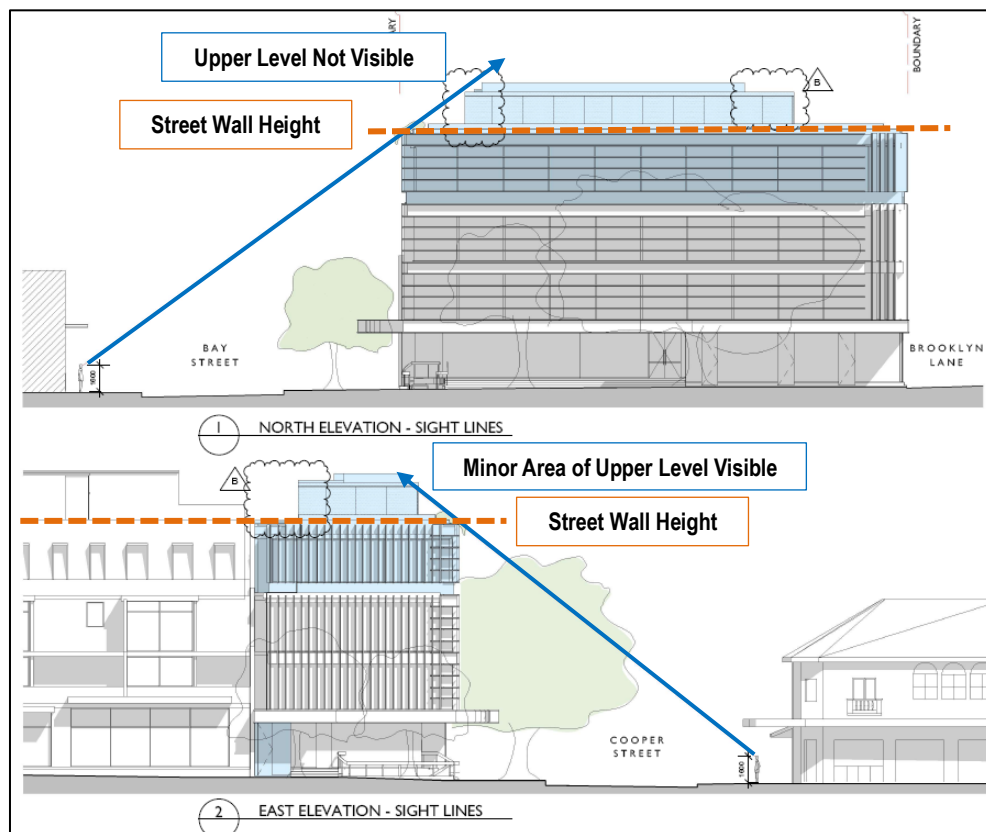 BOUNDARY
Upper Level Not Visible
B
Street Wall Height
BAY
STREET
BROOKLYN
LANE
1600
1 NORTH ELEVATION - SIGHT LINES
B
Minor Area of Upper Level Visible
Street Wall Height
COOPER
STREET
1600
2 EAST ELEVATION - SIGHT LINES